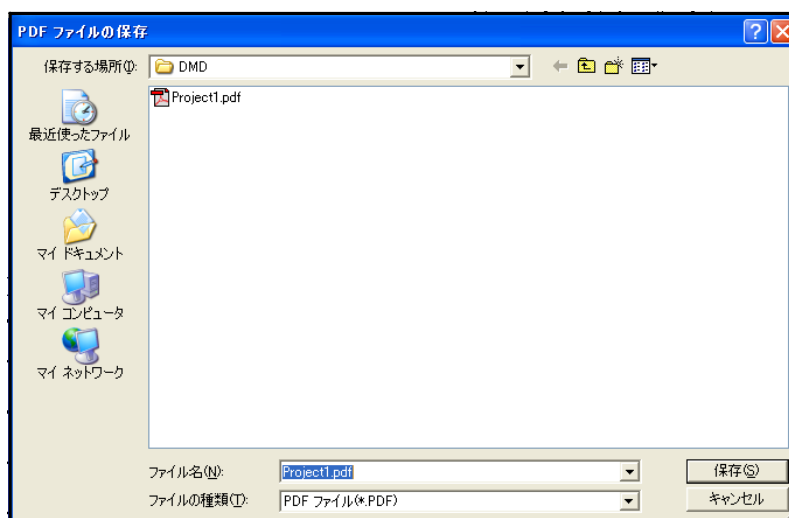 PDF ファイルの保存
保存する場所(I):
DMD
Project1.pdf
最近使ったファイル
デスクトップ
マイ ドキュメント
マイ コンピュータ
マイ ネットワーク
ファイル名(N):
Project1.pdf
保存(S)
ファイルの種類(T):
PDF ファイル(*.PDF)
キャンセル